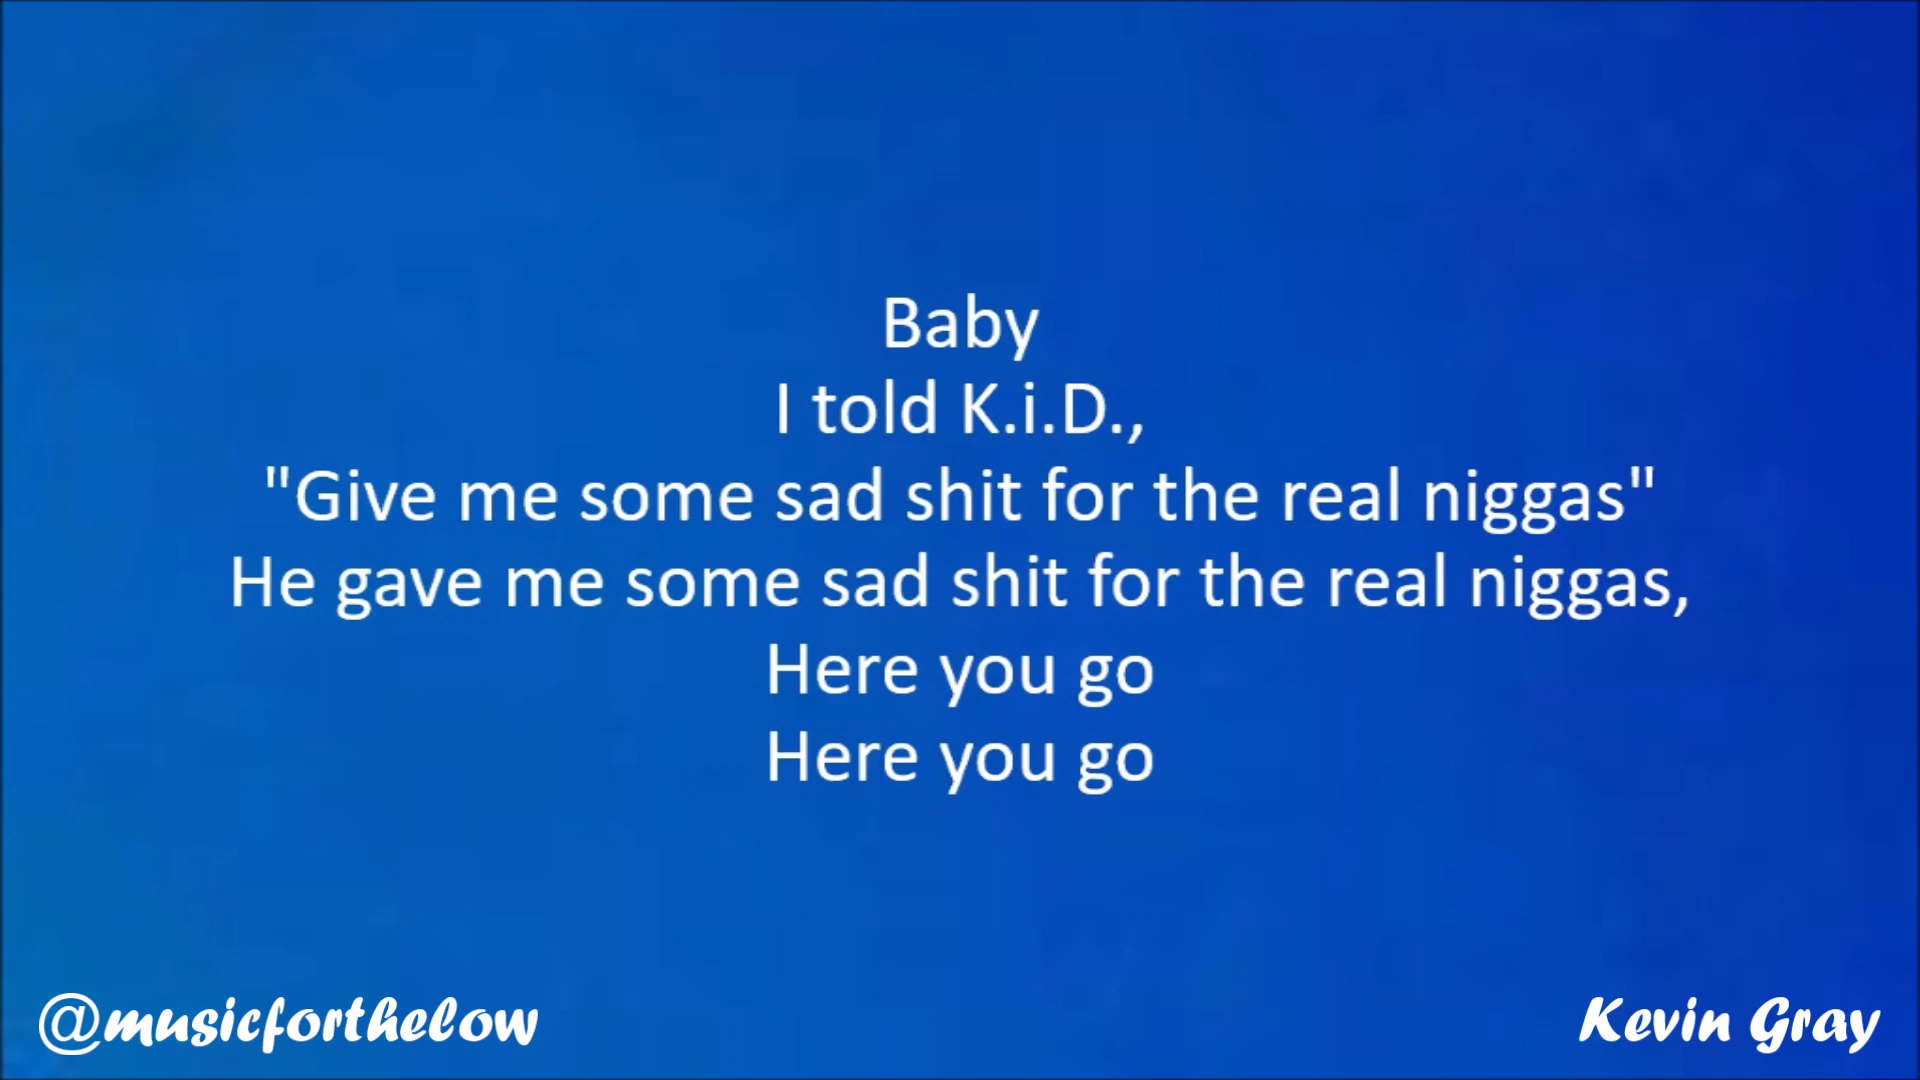 Baby
I told K.i.D.,
"Give me some sad shit for the real niggas"
He gave me some sad shit for the real niggas,
Here you go
Here you go
@musicforthelow
Kevin Gray